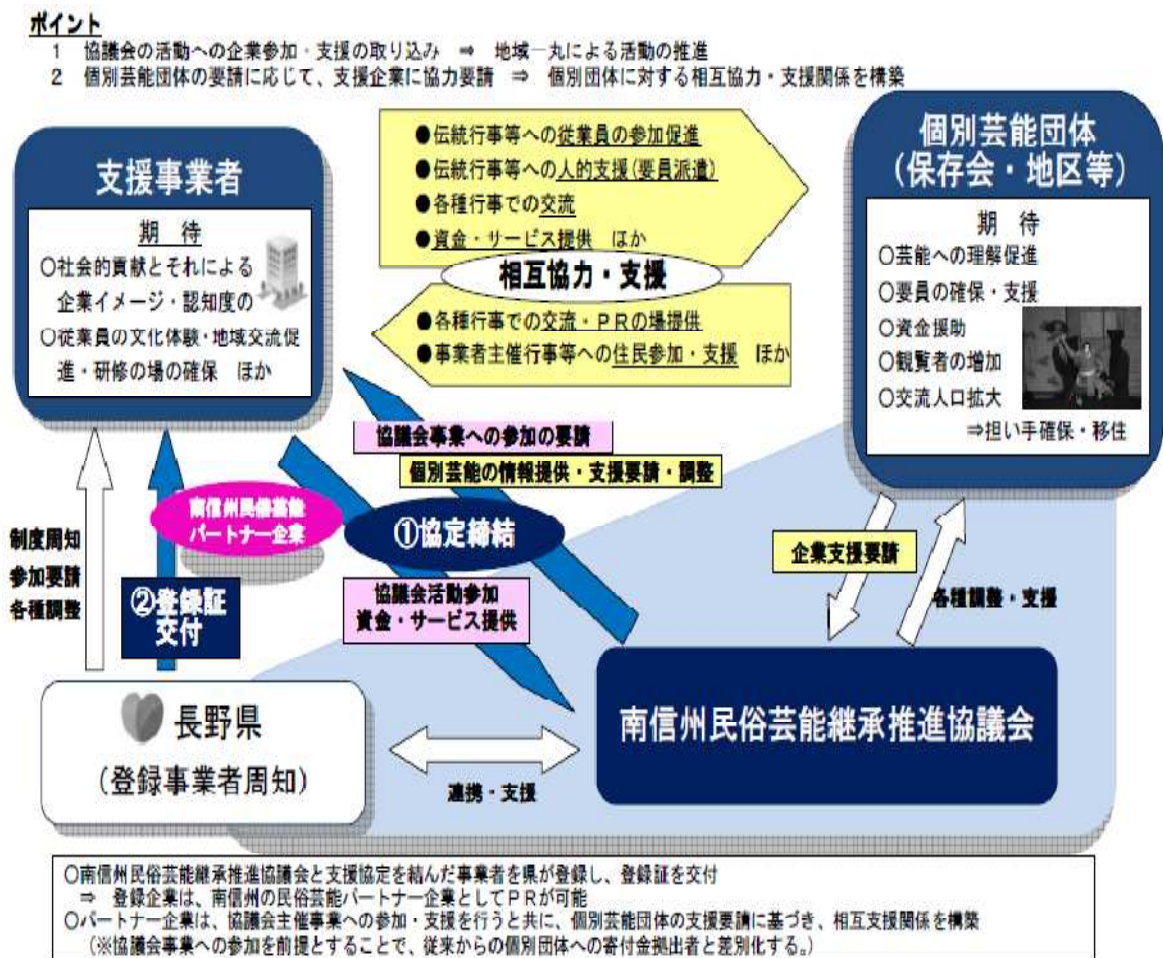 ポイント
1 協議会の活動への企業参加・支援の取り込み ⇒ 地域一丸による活動の推進
2 個別芸能団体の要請に応じて、支援企業に協力要請 ⇒ 個別団体に対する相互協力・支援関係を構築
支援事業者
期 待
○社会的貢献とそれによる
企業イメージ・認知度の
○従業員の文化体験・地域交流促
進・研修の場の確保 ほか
●伝統行事等への従業員の参加促進
●伝統行事等への人的支援(要員派遣)
●各種行事での交流
●資金・サービス提供 ほか
相互協力・支援
●各種行事での交流・PRの場提供
●事業者主催行事等への住民参加・支援 ほか
個別芸能団体
(保存会・地区等)
期 待
○芸能への理解促進
○要員の確保・支援
○資金援助
○観覧者の増加
○交流人口拡大
⇒担い手確保・移住
協議会事業への参加の要請
個別芸能の情報提供・支援要請・調整
南信州民俗芸能
パートナー企業
①協定締結
制度周知
参加要請
各種調整
②登録証
交付
協議会活動参加
資金・サービス提供
企業支援要請
各種調整・支援
長野県
(登録事業者周知)
連携・支援
南信州民俗芸能継承推進協議会
○南信州民俗芸能継承推進協議会と支援協定を結んだ事業者を県が登録し、登録証を交付
⇒ 登録企業は、南信州の民俗芸能パートナー企業としてPRが可能
○パートナー企業は、協議会主催事業への参加・支援を行うと共に、個別芸能団体の支援要請に基づき、相互支援関係を構築
(※協議会事業への参加を前提とすることで、従来からの個別団体への寄付金拠出者と差別化する。)